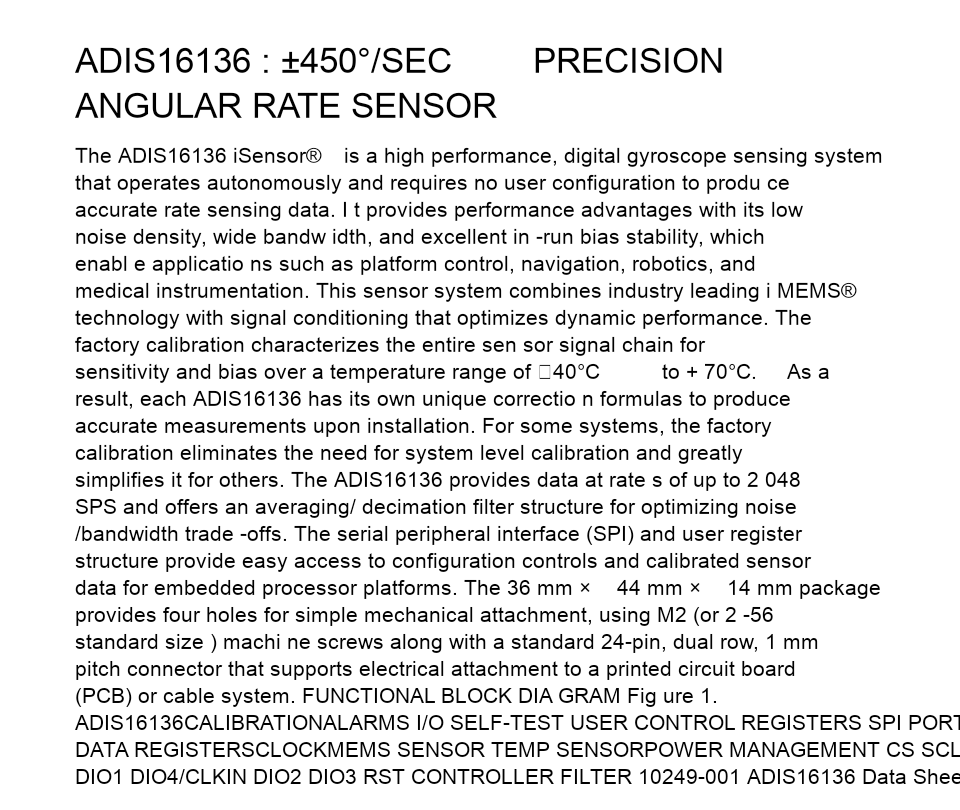 ADIS16136 : ±450°/SEC PRECISION
ANGULAR RATE SENSOR
The ADIS16136 iSensor® is a high performance, digital gyroscope sensing system
that operates autonomously and requires no user configuration to produ ce
accurate rate sensing data. I t provides performance advantages with its low
noise density, wide bandw idth, and excellent in -run bias stability, which
enabl e applicatio ns such as platform control, navigation, robotics, and
medical instrumentation. This sensor system combines industry leading i MEMS®
technology with signal conditioning that optimizes dynamic performance. The
factory calibration characterizes the entire sen sor signal chain for
sensitivity and bias over a temperature range of □40°C to + 70°C. As a
result, each ADIS16136 has its own unique correctio n formulas to produce
accurate measurements upon installation. For some systems, the factory
calibration eliminates the need for system level calibration and greatly
simplifies it for others. The ADIS16136 provides data at rate s of up to 2 048
SPS and offers an averaging/ decimation filter structure for optimizing noise
/bandwidth trade -offs. The serial peripheral interface (SPI) and user register
structure provide easy access to configuration controls and calibrated sensor
data for embedded processor platforms. The 36 mm × 44 mm × 14 mm package
provides four holes for simple mechanical attachment, using M2 (or 2 -56
standard size ) machi ne screws along with a standard 24-pin, dual row, 1 mm
pitch connector that supports electrical attachment to a printed circuit board
(PCB) or cable system. FUNCTIONAL BLOCK DIA GRAM Fig ure 1.
ADIS16136CALIBRATIONALARMS I/O SELF-TEST USER CONTROL REGISTERS SPI PORT
DATA REGISTERSCLOCKMEMS SENSOR TEMP SENSORPOWER MANAGEMENT CS SCL
DIO1 DIO4/CLKIN DIO2 DIO3 RST CONTROLLER FILTER 10249-001 ADIS16136 Data Shee